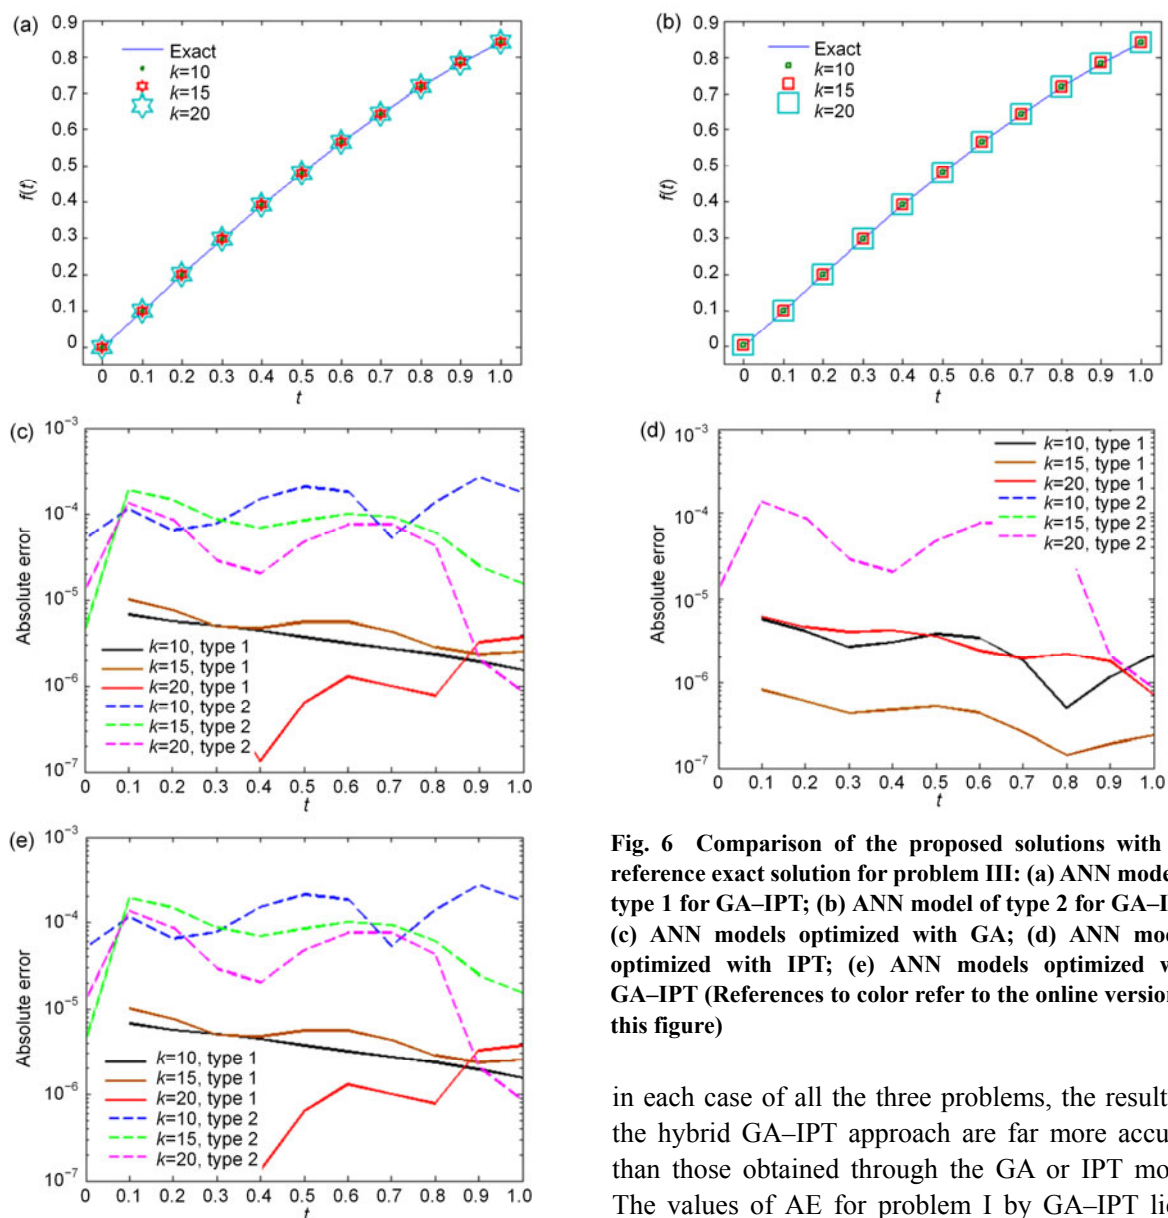 (a)
0.9
0.8
0.7
0.6
0.5
0.4
0.3
0.2
0.1
0
f(t)
Exact
k=10
k=15
k=20
0 0.1 0.2 0.3 0.4 0.5 0.6 0.7 0.8 0.9 1.0
t
(b)
0.9
0.8
0.7
0.6
0.5
0.4
0.3
0.2
0.1
0
f(t)
Exact
k=10
k=15
k=20
0 0.1 0.2 0.3 0.4 0.5 0.6 0.7 0.8 0.9 1.0
t
(c)
10⁻³
10⁻⁴
10⁻⁵
10⁻⁶
10⁻⁷
Absolute error
k=10, type 1
k=15, type 1
k=20, type 1
k=10, type 2
k=15, type 2
k=20, type 2
0 0.1 0.2 0.3 0.4 0.5 0.6 0.7 0.8 0.9 1.0
t
(d)
10⁻³
10⁻⁴
10⁻⁵
10⁻⁶
10⁻⁷
Absolute error
k=10, type 1
k=15, type 1
k=20, type 1
k=10, type 2
k=15, type 2
k=20, type 2
0 0.1 0.2 0.3 0.4 0.5 0.6 0.7 0.8 0.9 1.0
t
(e)
10⁻³
10⁻⁴
10⁻⁵
10⁻⁶
10⁻⁷
Absolute error
k=10, type 1
k=15, type 1
k=20, type 1
k=10, type 2
k=15, type 2
k=20, type 2
0 0.1 0.2 0.3 0.4 0.5 0.6 0.7 0.8 0.9 1.0
t
Fig. 6 Comparison of the proposed solutions with
reference exact solution for problem III: (a) ANN mode
type 1 for GA–IPT; (b) ANN model of type 2 for GA–I
(c) ANN models optimized with GA; (d) ANN mod
optimized with IPT; (e) ANN models optimized w
GA–IPT (References to color refer to the online version
this figure)
in each case of all the three problems, the result
the hybrid GA–IPT approach are far more accu
than those obtained through the GA or IPT mo
The values of AE for problem I by GA–IPT lie